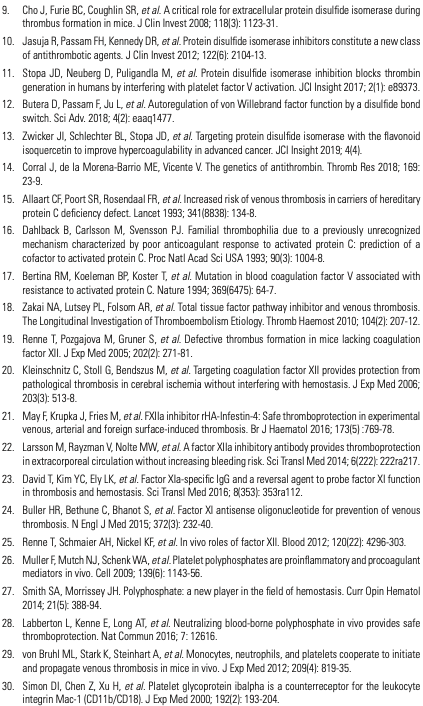 9. Cho J, Furie BC, Coughlin SR, et al. A critical role for extracellular protein disulfide isomerase during
thrombus formation in mice. J Clin Invest 2008; 118(3): 1123-31.
10. Jasuja R, Passam FH, Kennedy DR, et al. Protein disulfide isomerase inhibitors constitute a new class
of antithrombotic agents. J Clin Invest 2012; 122(6): 2104-13.
11. Stopa JD, Neuberg D, Puligandla M, et al. Protein disulfide isomerase inhibition blocks thrombin
generation in humans by interfering with platelet factor V activation. JCI Insight 2017; 2(1): e89373.
12. Butera D, Passam F, Ju L, et al. Autoregulation of von Willebrand factor function by a disulfide bond
switch. Sci Adv. 2018; 4(2): eaaq1477.
13. Zwicker JI, Schlechter BL, Stopa JD, et al. Targeting protein disulfide isomerase with the flavonoid
isoquercetin to improve hypercoagulability in advanced cancer. JCI Insight 2019; 4(4).
14. Corral J, de la Morena-Barrio ME, Vicente V. The genetics of antithrombin. Thromb Res 2018; 169:
23-9.
15. Allaart CF, Poort SR, Rosendaal FR, et al. Increased risk of venous thrombosis in carriers of hereditary
protein C deficiency defect. Lancet 1993; 341(8838): 134-8.
16. Dahlback B, Carlsson M, Svensson PJ. Familial thrombophilia due to a previously unrecognized
mechanism characterized by poor anticoagulant response to activated protein C: prediction of a
cofactor to activated protein C. Proc Natl Acad Sci USA 1993; 90(3): 1004-8.
17. Bertina RM, Koeleman BP, Koster T, et al. Mutation in blood coagulation factor V associated with
resistance to activated protein C. Nature 1994; 369(6475): 64-7.
18. Zakai NA, Lutsey PL, Folsom AR, et al. Total tissue factor pathway inhibitor and venous thrombosis.
The Longitudinal Investigation of Thromboembolism Etiology. Thromb Haemost 2010; 104(2): 207-12.
19. Renne T, Pozgajova M, Gruner S, et al. Defective thrombus formation in mice lacking coagulation
factor XII. J Exp Med 2005; 202(2): 271-81.
20. Kleinschnitz C, Stoll G, Bendszus M, et al. Targeting coagulation factor XII provides protection from
pathological thrombosis in cerebral ischemia without interfering with hemostasis. J Exp Med 2006;
203(3): 513-8.
21. May F, Krupka J, Fries M, et al. FXIIa inhibitor rHA-Infestin-4: Safe thromboprotection in experimental
venous, arterial and foreign surface-induced thrombosis. Br J Haematol 2016; 173(5) :769-78.
22. Larsson M, Rayzman V, Nolte MW, et al. A factor XIIa inhibitory antibody provides thromboprotection
in extracorporeal circulation without increasing bleeding risk. Sci Transl Med 2014; 6(222): 222ra217.
23. David T, Kim YC, Ely LK, et al. Factor XIa-specific IgG and a reversal agent to probe factor XI function
in thrombosis and hemostasis. Sci Transl Med 2016; 8(353): 353ra112.
24. Buller HR, Bethune C, Bhanot S, et al. Factor XI antisense oligonucleotide for prevention of venous
thrombosis. N Engl J Med 2015; 372(3): 232-40.
25. Renne T, Schmaier AH, Nickel KF, et al. In vivo roles of factor XII. Blood 2012; 120(22): 4296-303.
26. Muller F, Mutch NJ, Schenk WA, et al. Platelet polyphosphates are proinflammatory and procoagulant
mediators in vivo. Cell 2009; 139(6): 1143-56.
27. Smith SA, Morrissey JH. Polyphosphate: a new player in the field of hemostasis. Curr Opin Hematol
2014; 21(5): 388-94.
28. Labberton L, Kenne E, Long AT, et al. Neutralizing blood-borne polyphosphate in vivo provides safe
thromboprotection. Nat Commun 2016; 7: 12616.
29. von Bruhl ML, Stark K, Steinhart A, et al. Monocytes, neutrophils, and platelets cooperate to initiate
and propagate venous thrombosis in mice in vivo. J Exp Med 2012; 209(4): 819-35.
30. Simon DI, Chen Z, Xu H, et al. Platelet glycoprotein ibalpha is a counterreceptor for the leukocyte
integrin Mac-1 (CD11b/CD18). J Exp Med 2000; 192(2): 193-204.